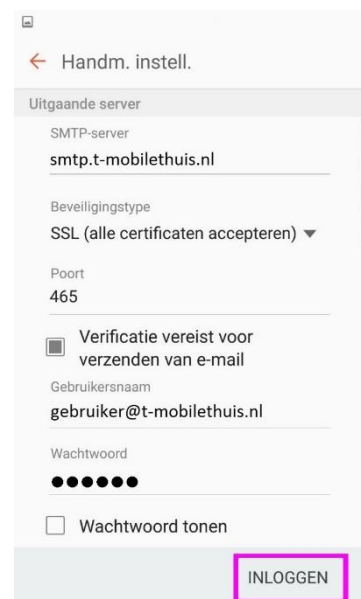 Handm. instell.
Uitgaande server
SMTP-server
smtp.t-mobilethuis.nl
Beveiligingstype
SSL (alle certificaten accepteren)
Poort
465
Verificatie vereist voor
verzenden van e-mail
Gebruikersnaam
gebruiker@t-mobilethuis.nl
Wachtwoord
●●●●●●
Wachtwoord tonen
INLOGGEN